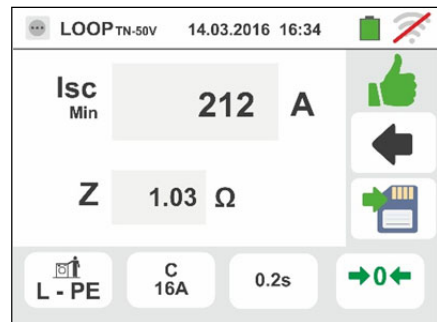 LOOP TN-50V 14.03.2016 16:34
Isc
Min
212 A
Z 1.03 Ω
L - PE
C
16A
0.2s
→0←